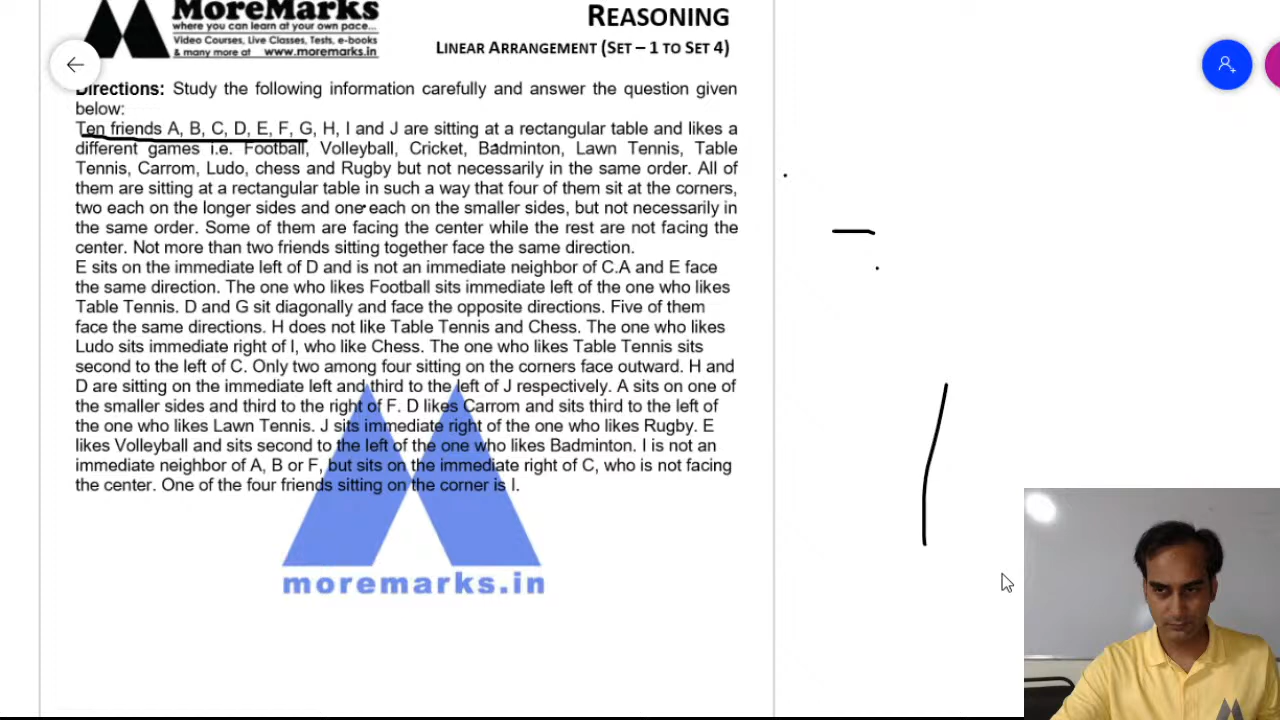 MoreMarks
where you can learn at your own pace...
Video Courses, Live Classes, Tests, e-books
& many more at www.moremarks.in
REASONING
LINEAR ARRANGEMENT (SET – 1 TO SET 4)
Directions: Study the following information carefully and answer the question given
below:
Ten friends A, B, C, D, E, F, G, H, I and J are sitting at a rectangular table and likes a
different games i.e. Football, Volleyball, Cricket, Badminton, Lawn Tennis, Table
Tennis, Carrom, Ludo, chess and Rugby but not necessarily in the same order. All of
them are sitting at a rectangular table in such a way that four of them sit at the corners,
two each on the longer sides and one each on the smaller sides, but not necessarily in
the same order. Some of them are facing the center while the rest are not facing the
center. Not more than two friends sitting together face the same direction.
E sits on the immediate left of D and is not an immediate neighbor of C.A and E face
the same direction. The one who likes Football sits immediate left of the one who likes
Table Tennis. D and G sit diagonally and face the opposite directions. Five of them
face the same directions. H does not like Table Tennis and Chess. The one who likes
Ludo sits immediate right of I, who like Chess. The one who likes Table Tennis sits
second to the left of C. Only two among four sitting on the corners face outward. H and
D are sitting on the immediate left and third to the left of J respectively. A sits on one of
the smaller sides and third to the right of F. D likes Carrom and sits third to the left of
the one who likes Lawn Tennis. J sits immediate right of the one who likes Rugby. E
likes Volleyball and sits second to the left of the one who likes Badminton. I is not an
immediate neighbor of A, B or F, but sits on the immediate right of C, who is not facing
the center. One of the four friends sitting on the corner is I.
moremarks.in